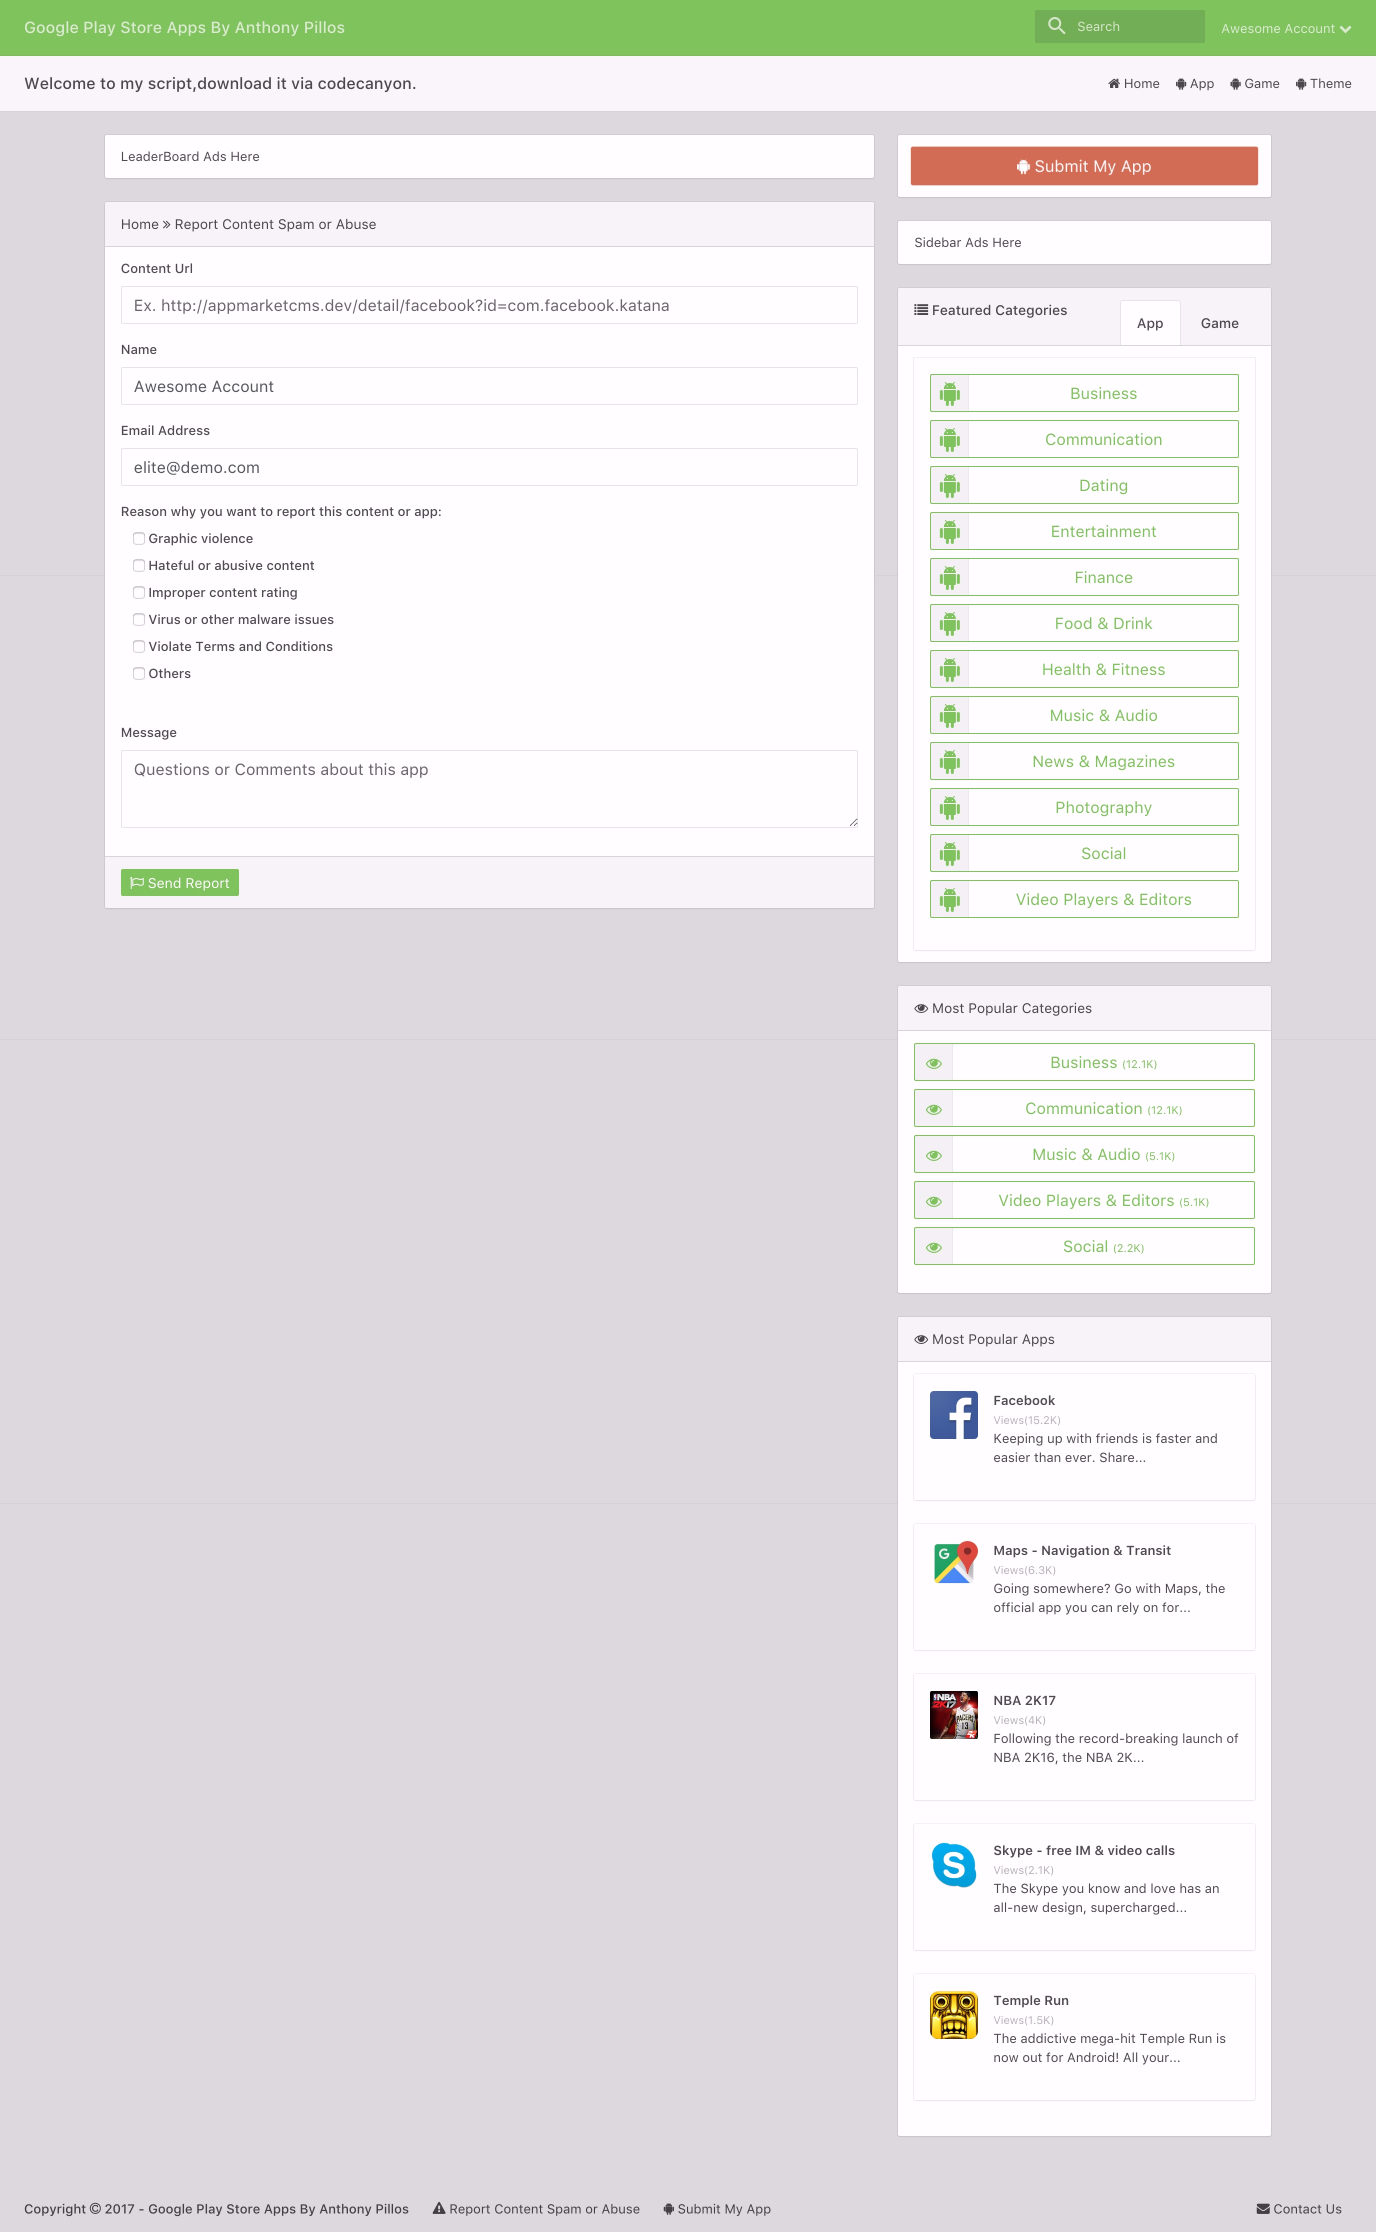 Google Play Store Apps By Anthony Pillos
Search
Awesome Account
Welcome to my script,download it via codecanyon.
Home
App
Game
Theme
LeaderBoard Ads Here
Home » Report Content Spam or Abuse
Content Url
Ex. http://appmarketcms.dev/detail/facebook?id=com.facebook.katana
Name
Awesome Account
Email Address
elite@demo.com
Reason why you want to report this content or app:
Graphic violence
Hateful or abusive content
Improper content rating
Virus or other malware issues
Violate Terms and Conditions
Others
Message
Questions or Comments about this app
Send Report
Submit My App
Sidebar Ads Here
Featured Categories
App
Game
Business
Communication
Dating
Entertainment
Finance
Food & Drink
Health & Fitness
Music & Audio
News & Magazines
Photography
Social
Video Players & Editors
Most Popular Categories
Business (12.1K)
Communication (12.1K)
Music & Audio (5.1K)
Video Players & Editors (5.1K)
Social (2.2K)
Most Popular Apps
Facebook
Views(15.2K)
Keeping up with friends is faster and
easier than ever. Share...
G
Maps - Navigation & Transit
Views(6.3K)
Going somewhere? Go with Maps, the
official app you can rely on for...
NBA
2K17
PACERS
13
NBA 2K17
Views(4K)
Following the record-breaking launch of
NBA 2K16, the NBA 2K...
S
Skype - free IM & video calls
Views(2.1K)
The Skype you know and love has an
all-new design, supercharged...
Temple Run
Views(1.5K)
The addictive mega-hit Temple Run is
now out for Android! All your...
Copyright © 2017 - Google Play Store Apps By Anthony Pillos
Report Content Spam or Abuse
Submit My App
Contact Us